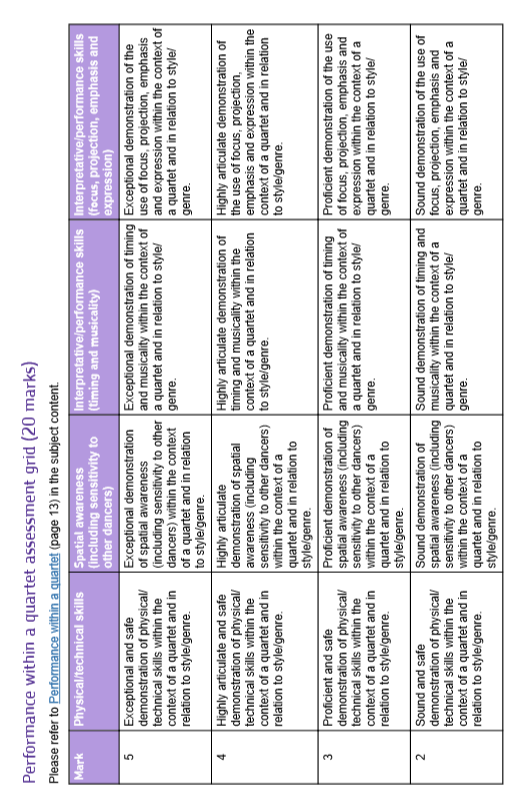 Performance within a quartet assessment grid (20 marks)
Please refer to Performance within a quartet (page 13) in the subject content.
Mark
Physical/technical skills
Spatial awareness
(including sensitivity to
other dancers)
Interpretative/performance skills
(timing and musicality)
Interpretative/performance skills
(focus, projection, emphasis and
expression)
5
Exceptional and safe
demonstration of physical/
technical skills within the
context of a quartet and in
relation to style/genre.
Exceptional demonstration
of spatial awareness
(including sensitivity to other
dancers) within the context
of a quartet and in relation
to style/genre.
Exceptional demonstration of timing
and musicality within the context of
a quartet and in relation to style/
genre.
Exceptional demonstration of the
use of focus, projection, emphasis
and expression within the context of
a quartet and in relation to style/
genre.
4
Highly articulate and safe
demonstration of physical/
technical skills within the
context of a quartet and in
relation to style/genre.
Highly articulate
demonstration of spatial
awareness (including
sensitivity to other dancers)
within the context of a
quartet and in relation to
style/genre.
Highly articulate demonstration of
timing and musicality within the
context of a quartet and in relation
to style/genre.
Highly articulate demonstration of
the use of focus, projection,
emphasis and expression within the
context of a quartet and in relation
to style/genre.
3
Proficient and safe
demonstration of physical/
technical skills within the
context of a quartet and in
relation to style/genre.
Proficient demonstration of
spatial awareness (including
sensitivity to other dancers)
within the context of a
quartet and in relation to
style/genre.
Proficient demonstration of timing
and musicality within the context of
a quartet and in relation to style/
genre.
Proficient demonstration of the use
of focus, projection, emphasis and
expression within the context of a
quartet and in relation to style/
genre.
2
Sound and safe
demonstration of physical/
technical skills within the
context of a quartet and in
relation to style/genre.
Sound demonstration of
spatial awareness (including
sensitivity to other dancers)
within the context of a
quartet and in relation to
style/genre.
Sound demonstration of timing and
musicality within the context of a
quartet and in relation to style/
genre.
Sound demonstration of the use of
focus, projection, emphasis and
expression within the context of a
quartet and in relation to style/
genre.